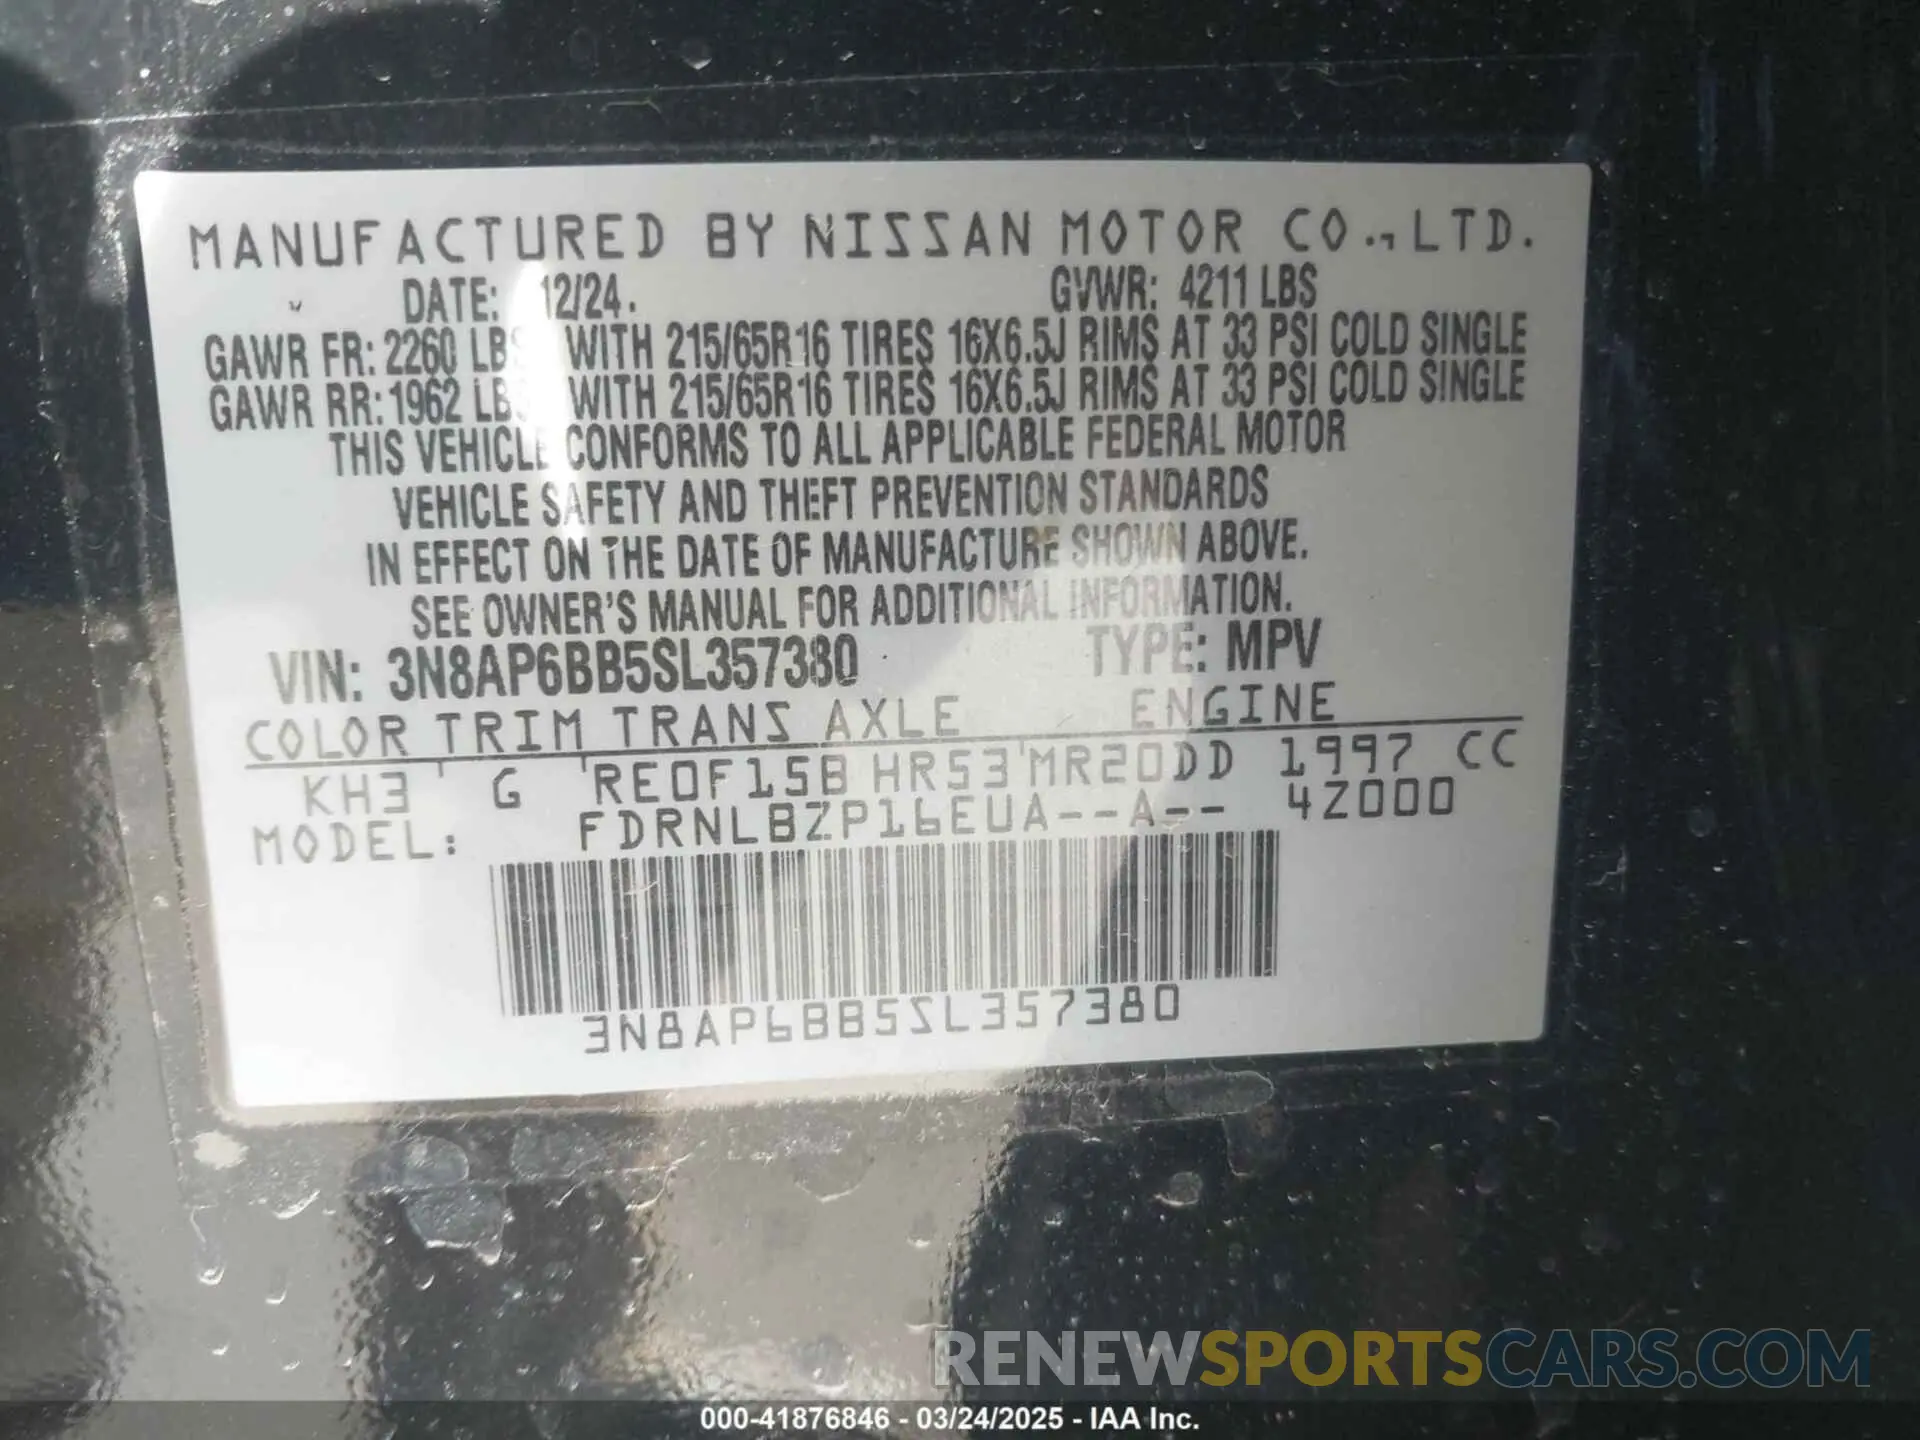 MANUFACTURED BY NISSAN MOTOR CO., LTD.
DATE: 12/24. GVWR: 4211 LBS
GAWR FR: 2260 LBS WITH 215/65R16 TIRES 16X6.5J RIMS AT 33 PSI COLD SINGLE
GAWR RR: 1962 LBS WITH 215/65R16 TIRES 16X6.5J RIMS AT 33 PSI COLD SINGLE
THIS VEHICLE CONFORMS TO ALL APPLICABLE FEDERAL MOTOR
VEHICLE SAFETY AND THEFT PREVENTION STANDARDS
IN EFFECT ON THE DATE OF MANUFACTURE SHOWN ABOVE.
SEE OWNER'S MANUAL FOR ADDITIONAL INFORMATION.
VIN: 3N8AP6BB5SL357380 TYPE: MPV
COLOR TRIM TRANS AXLE ENGINE
KH3 G RE0F15B HR53 MR20DD 1997 CC
MODEL: FDRNLBZP16EUA--A-- 4Z000
3N8AP6BB5SL357380
RENEWSPORTSCARS.COM
000-41876846 - 03/24/2025 - IAA Inc.